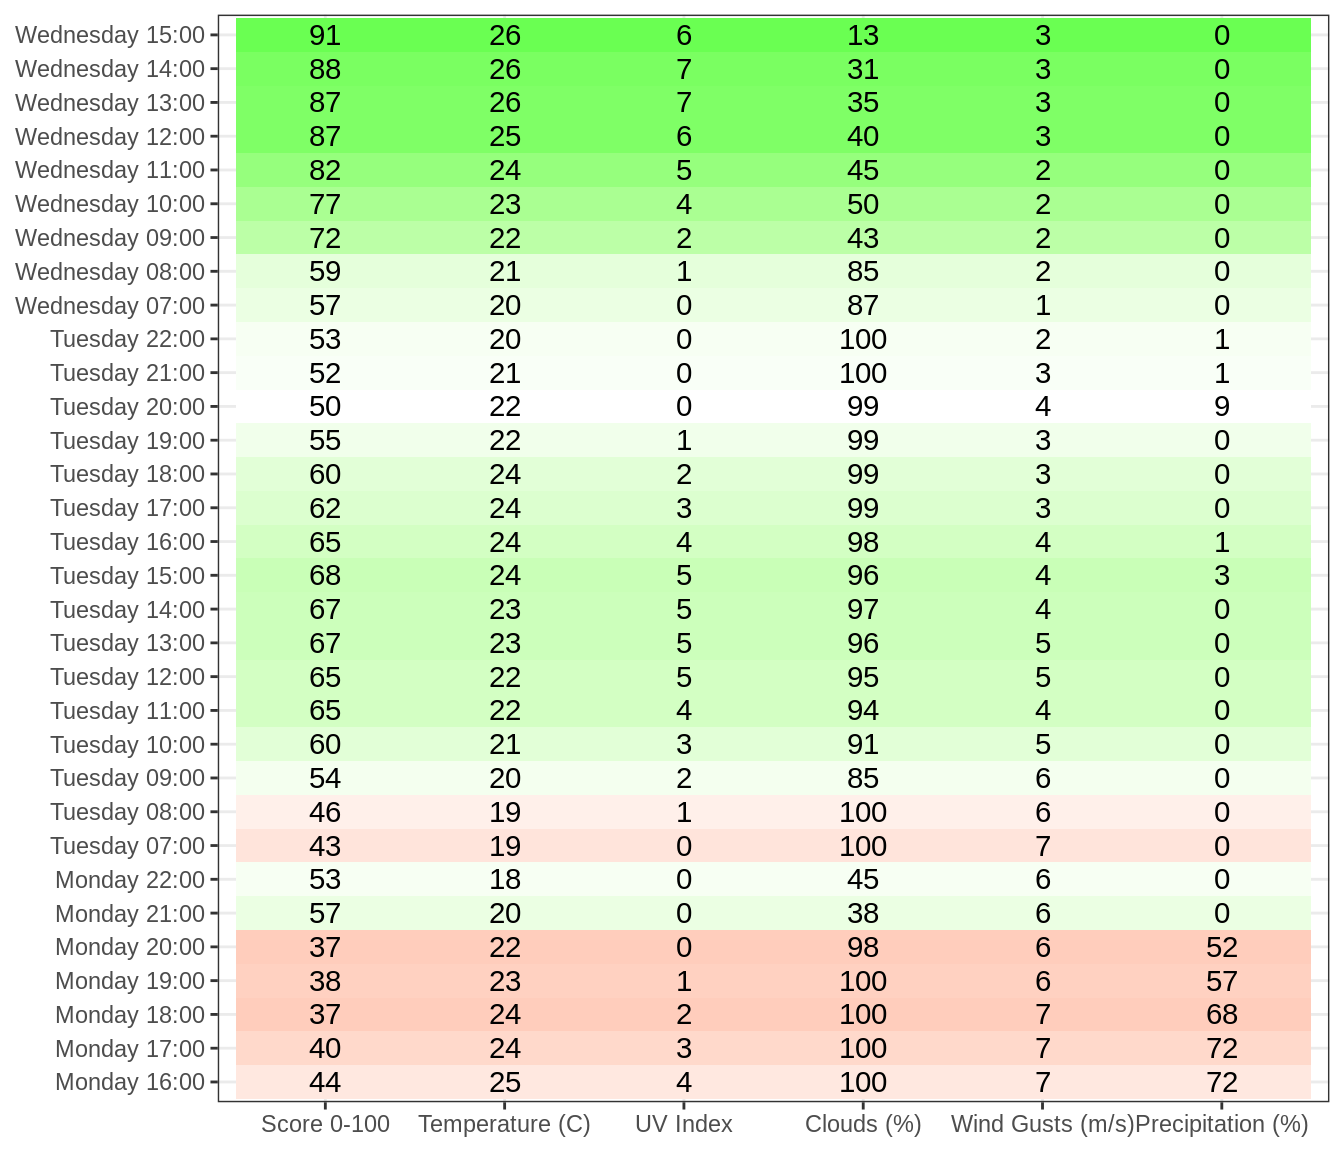 Wednesday 15:00 91 26 6 13 3 0
Wednesday 14:00 88 26 7 31 3 0
Wednesday 13:00 87 26 7 35 3 0
Wednesday 12:00 87 25 6 40 3 0
Wednesday 11:00 82 24 5 45 2 0
Wednesday 10:00 77 23 4 50 2 0
Wednesday 09:00 72 22 2 43 2 0
Wednesday 08:00 59 21 1 85 2 0
Wednesday 07:00 57 20 0 87 1 0
Tuesday 22:00 53 20 0 100 2 1
Tuesday 21:00 52 21 0 100 3 1
Tuesday 20:00 50 22 0 99 4 9
Tuesday 19:00 55 22 1 99 3 0
Tuesday 18:00 60 24 2 99 3 0
Tuesday 17:00 62 24 3 99 3 0
Tuesday 16:00 65 24 4 98 4 1
Tuesday 15:00 68 24 5 96 4 3
Tuesday 14:00 67 23 5 97 4 0
Tuesday 13:00 67 23 5 96 5 0
Tuesday 12:00 65 22 5 95 5 0
Tuesday 11:00 65 22 4 94 4 0
Tuesday 10:00 60 21 3 91 5 0
Tuesday 09:00 54 20 2 85 6 0
Tuesday 08:00 46 19 1 100 6 0
Tuesday 07:00 43 19 0 100 7 0
Monday 22:00 53 18 0 45 6 0
Monday 21:00 57 20 0 38 6 0
Monday 20:00 37 22 0 98 6 52
Monday 19:00 38 23 1 100 6 57
Monday 18:00 37 24 2 100 7 68
Monday 17:00 40 24 3 100 7 72
Monday 16:00 44 25 4 100 7 72
Score 0-100 Temperature (C) UV Index Clouds (%) Wind Gusts (m/s) Precipitation (%)